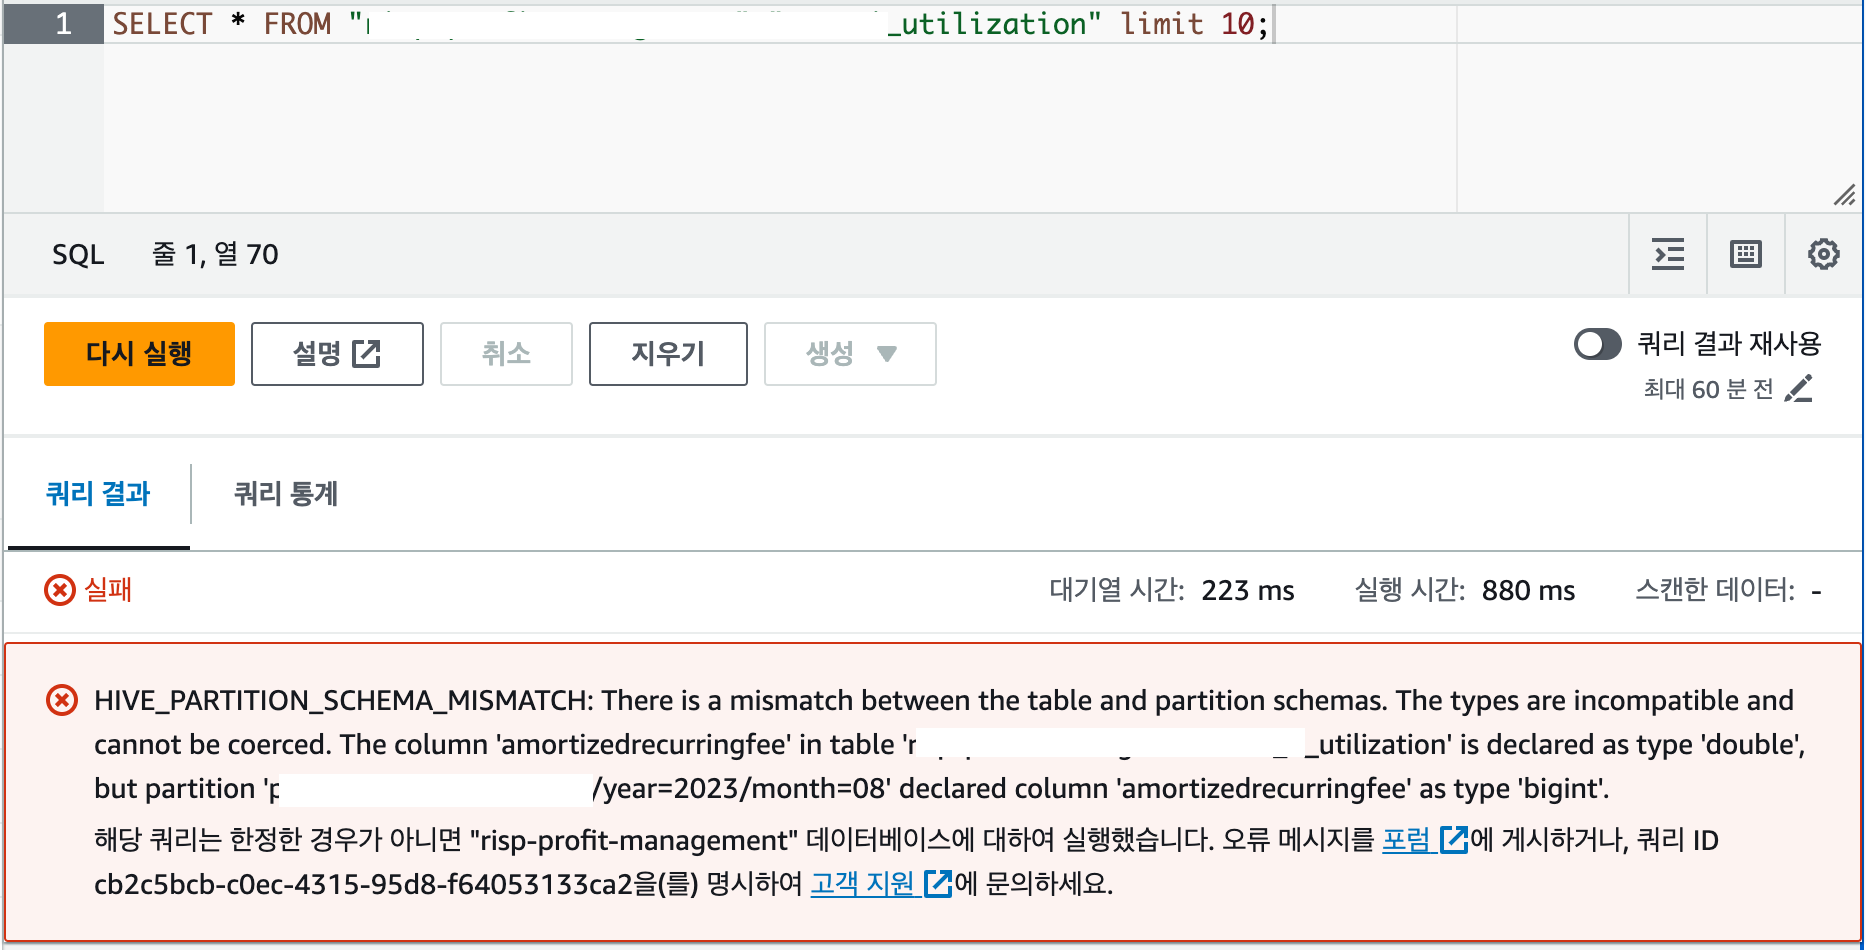 1 SELECT * FROM "r _utilization" limit 10;
SQL 줄 1, 열 70
다시 실행 설명 취소 지우기 생성 쿼리 결과 재사용
최대 60 분 전
쿼리 결과 쿼리 통계
실패 대기열 시간: 223 ms 실행 시간: 880 ms 스캔한 데이터: -
HIVE_PARTITION_SCHEMA_MISMATCH: There is a mismatch between the table and partition schemas. The types are incompatible and
cannot be coerced. The column 'amortizedrecurringfee' in table 'r _utilization' is declared as type 'double',
but partition 'p /year=2023/month=08' declared column 'amortizedrecurringfee' as type 'bigint'.
해당 쿼리는 한정한 경우가 아니면 "risp-profit-management" 데이터베이스에 대하여 실행했습니다. 오류 메시지를 포럼 에 게시하거나, 쿼리 ID
cb2c5bcb-c0ec-4315-95d8-f64053133ca2을(를) 명시하여 고객 지원 에 문의하세요.